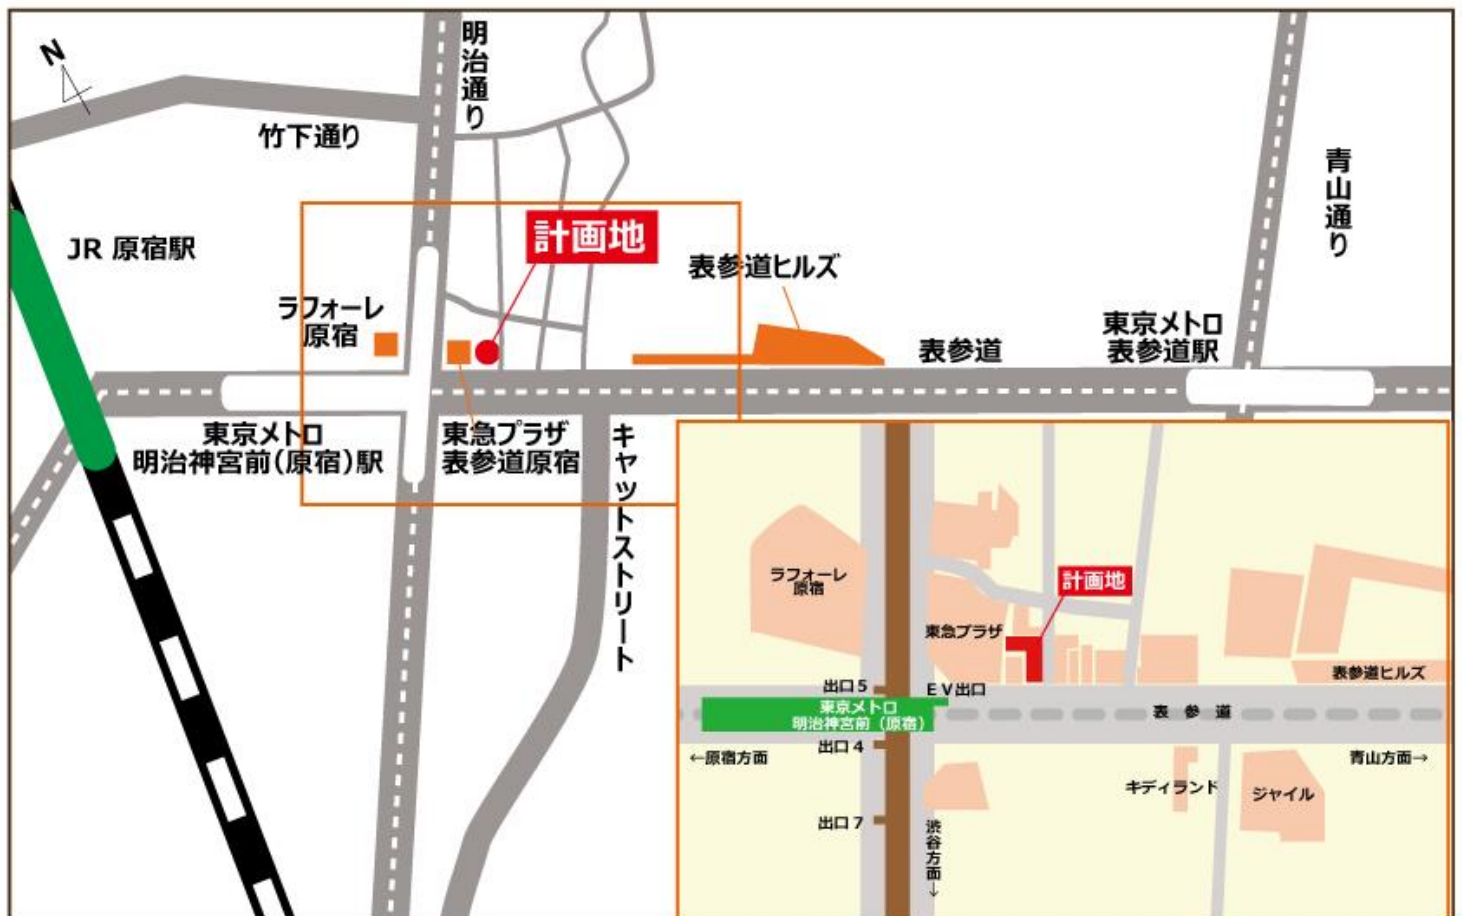 N
明治通り
竹下通り
青山通り
JR 原宿駅
計画地
表参道ヒルズ
ラフォーレ
原宿
東京メトロ
表参道駅
表参道
東京メトロ
明治神宮前(原宿)駅
東急プラザ
表参道原宿
キャットストリート
ラフォーレ
原宿
計画地
東急プラザ
表参道ヒルズ
出口5
EV出口
東京メトロ
明治神宮前(原宿)
表 参 道
出口4
←原宿方面
青山方面→
キディランド
ジャイル
出口7
渋谷方面→